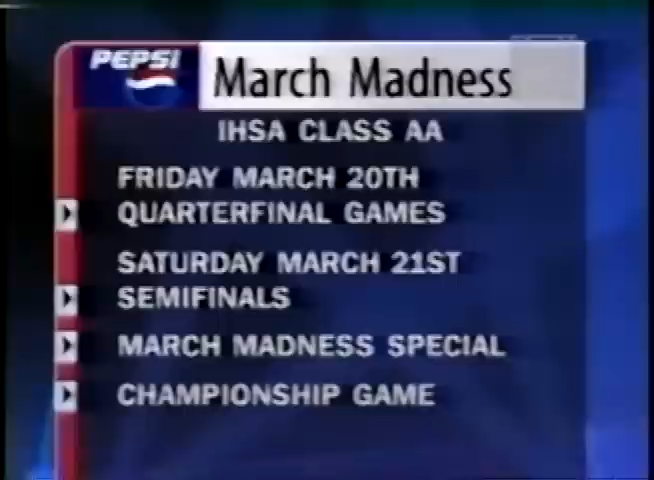 PEPSI
March Madness
IHSA CLASS AA
FRIDAY MARCH 20TH
QUARTERFINAL GAMES
SATURDAY MARCH 21ST
SEMIFINALS
MARCH MADNESS SPECIAL
CHAMPIONSHIP GAME